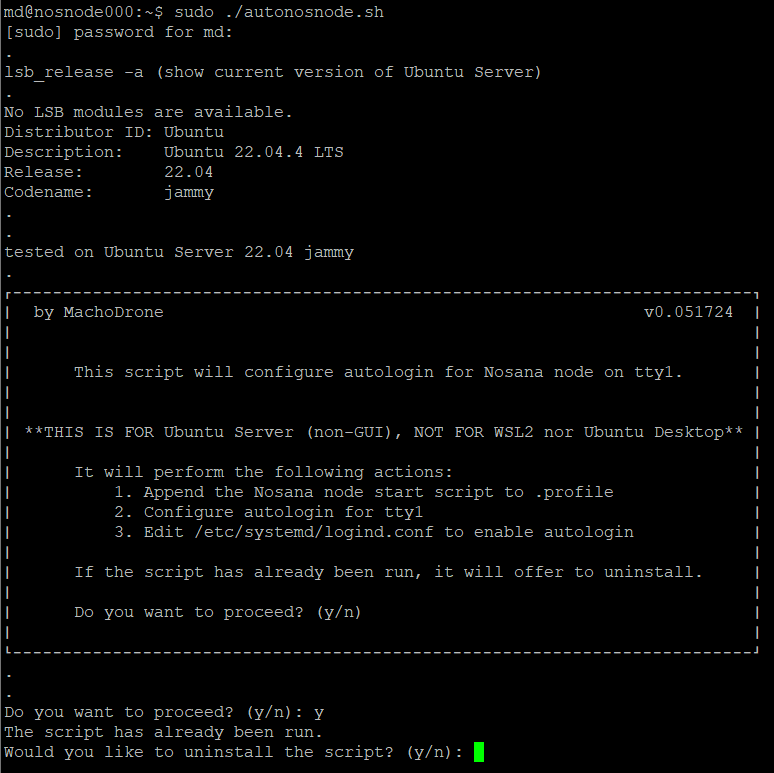 md@nosnode000:~$ sudo ./autonosnode.sh
[sudo] password for md:
.
lsb_release -a (show current version of Ubuntu Server)
.
No LSB modules are available.
Distributor ID: Ubuntu
Description:    Ubuntu 22.04.4 LTS
Release:        22.04
Codename:       jammy
.
.
tested on Ubuntu Server 22.04 jammy
.
by MachoDrone v0.051724
This script will configure autologin for Nosana node on tty1.
**THIS IS FOR Ubuntu Server (non-GUI), NOT FOR WSL2 nor Ubuntu Desktop**
It will perform the following actions:
1. Append the Nosana node start script to .profile
2. Configure autologin for tty1
3. Edit /etc/systemd/logind.conf to enable autologin
If the script has already been run, it will offer to uninstall.
Do you want to proceed? (y/n)
.
.
Do you want to proceed? (y/n): y
The script has already been run.
Would you like to uninstall the script? (y/n):